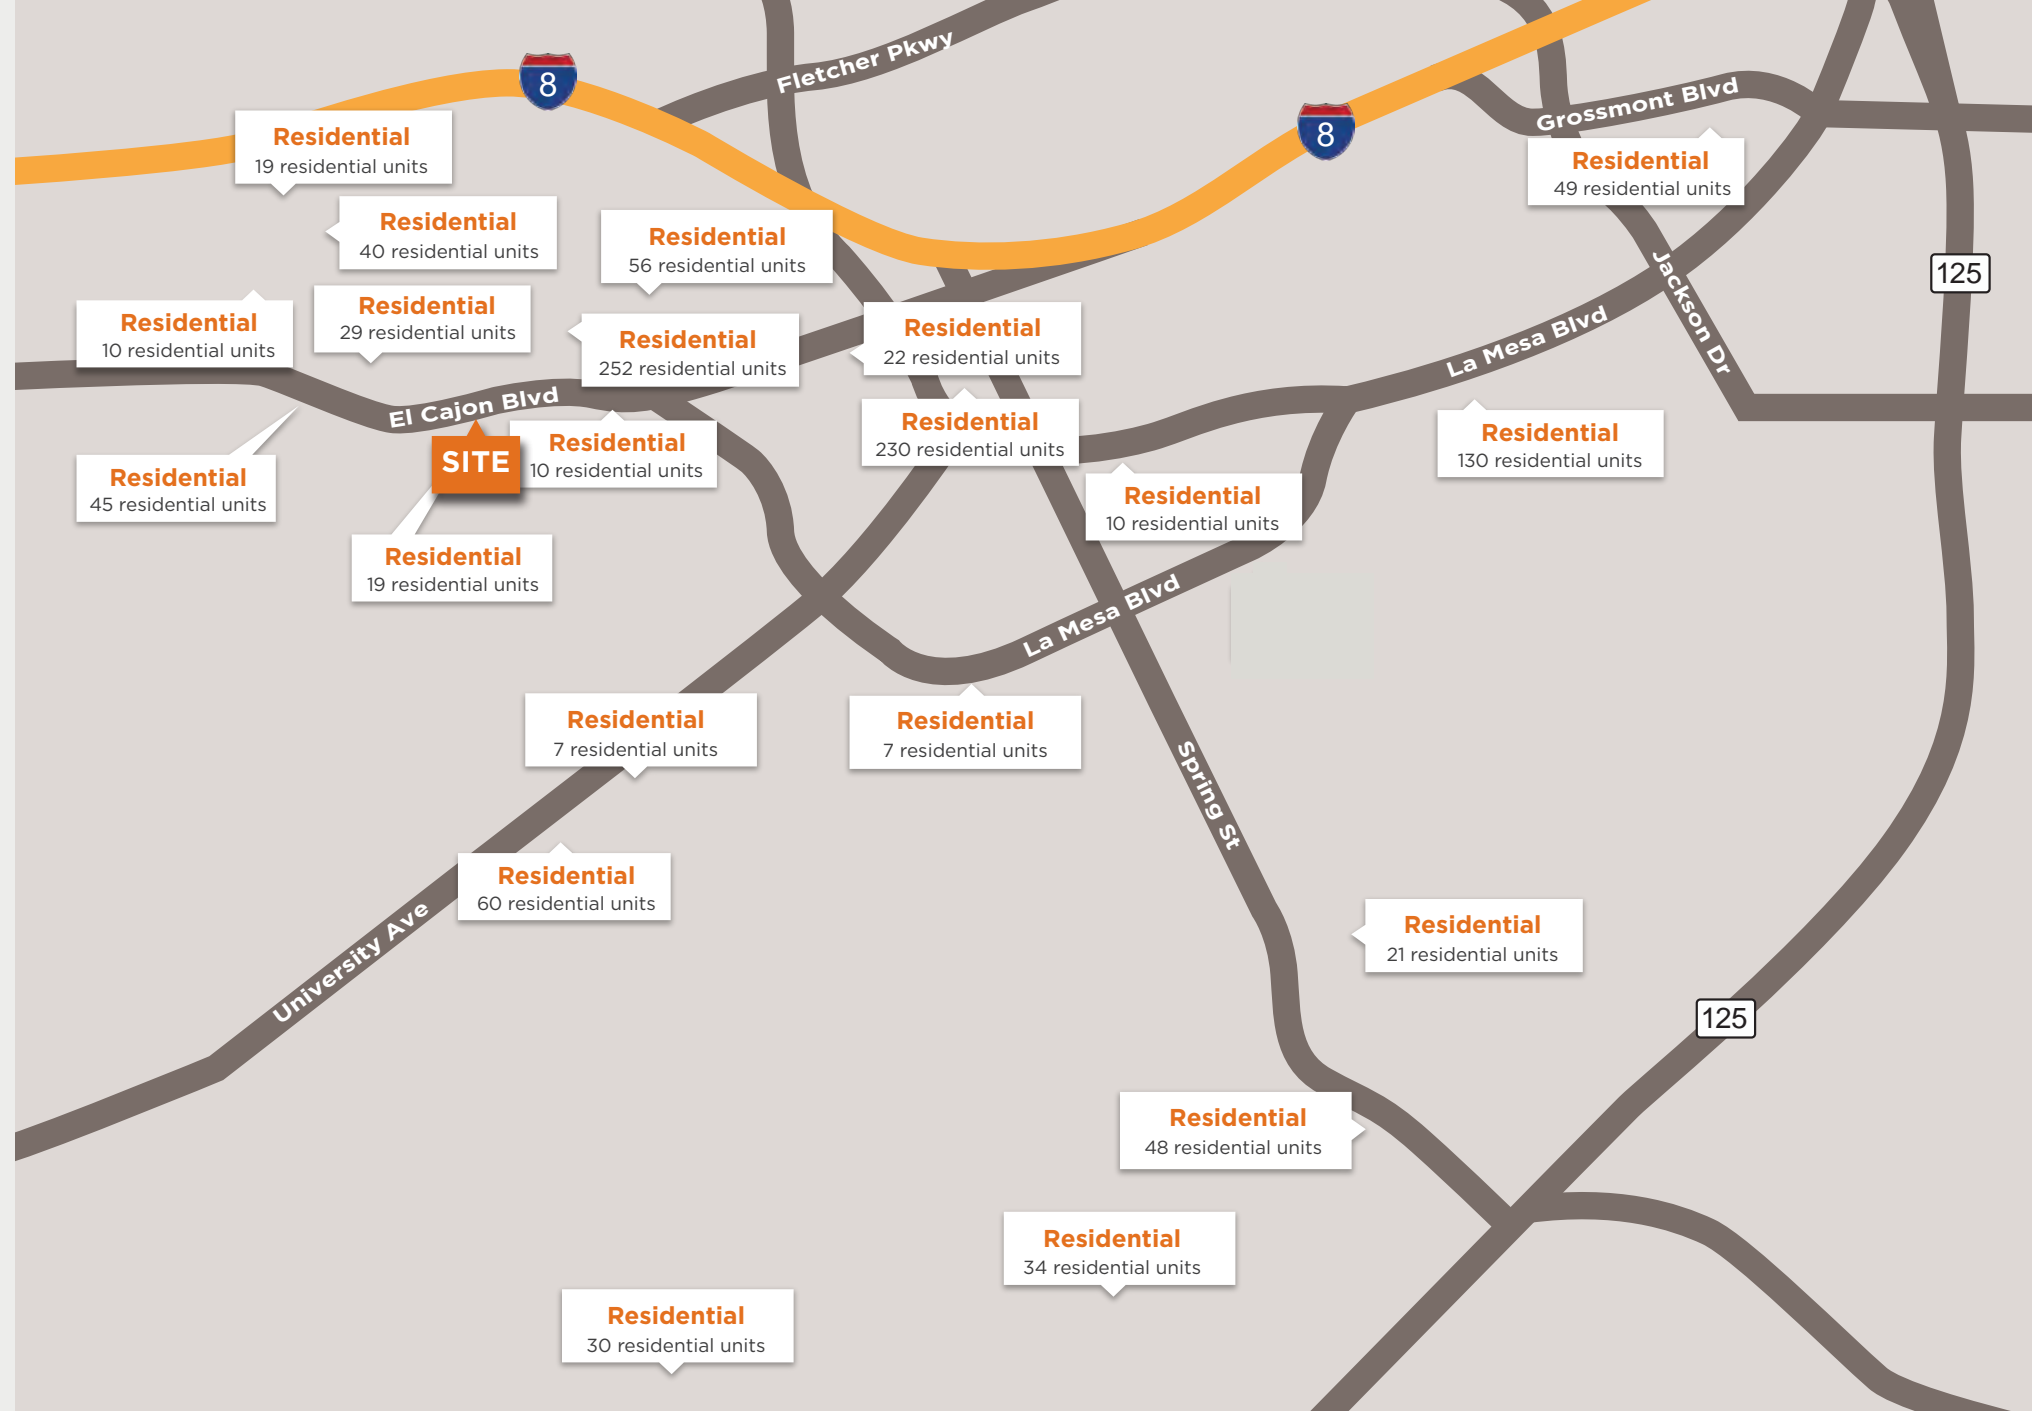 Fletcher Pkwy
8
8
Grossmont Blvd
Residential
19 residential units
Residential
49 residential units
Residential
40 residential units
Residential
56 residential units
Jackson Dr
125
Residential
10 residential units
Residential
29 residential units
Residential
252 residential units
Residential
22 residential units
La Mesa Blvd
El Cajon Blvd
SITE
Residential
10 residential units
Residential
230 residential units
Residential
130 residential units
Residential
45 residential units
Residential
10 residential units
Residential
19 residential units
La Mesa Blvd
Residential
7 residential units
Residential
7 residential units
Spring St
Residential
60 residential units
University Ave
Residential
21 residential units
125
Residential
48 residential units
Residential
34 residential units
Residential
30 residential units